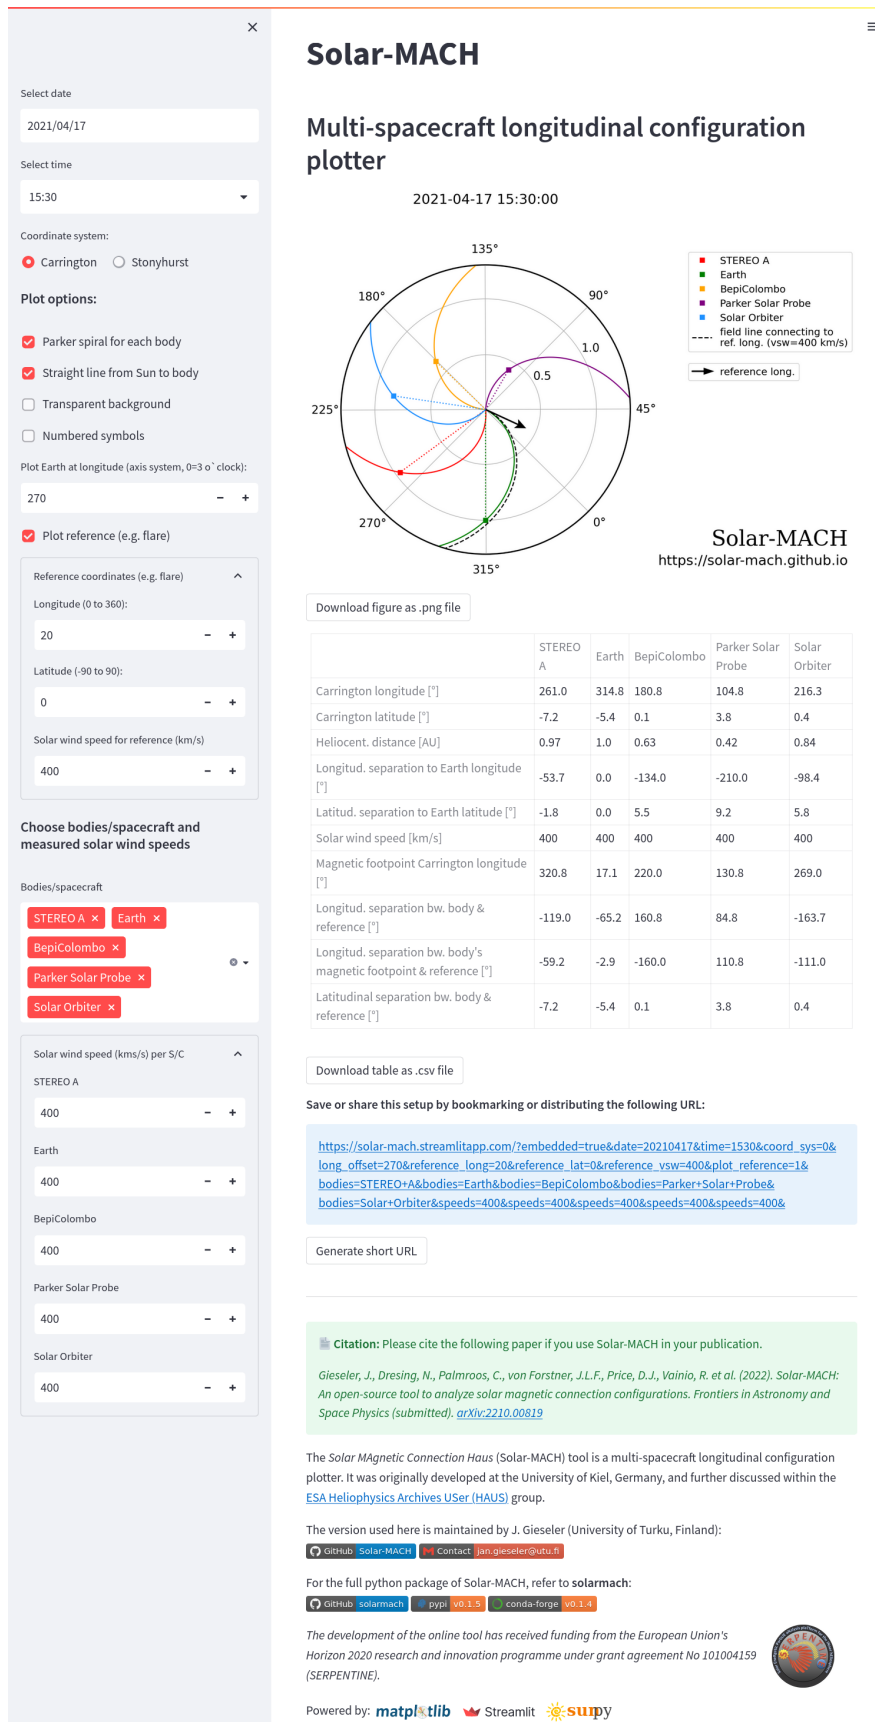 Select date
2021/04/17
Select time
15:30
Coordinate system:
Carrington
Stonyhurst
Plot options:
Parker spiral for each body
Straight line from Sun to body
Transparent background
Numbered symbols
Plot Earth at longitude (axis system, 0=3 o`clock):
270
Plot reference (e.g. flare)
Reference coordinates (e.g. flare)
Longitude (0 to 360):
20
Latitude (-90 to 90):
0
Solar wind speed for reference (km/s)
400
Choose bodies/spacecraft and
measured solar wind speeds
Bodies/spacecraft
STEREO A ×
Earth ×
BepiColombo ×
Parker Solar Probe ×
Solar Orbiter ×
Solar wind speed (kms/s) per S/C
STEREO A
400
Earth
400
BepiColombo
400
Parker Solar Probe
400
Solar Orbiter
400
Solar-MACH
Multi-spacecraft longitudinal configuration
plotter
2021-04-17 15:30:00
135°
180°
90°
1.0
0.5
225°
45°
270°
0°
315°
STEREO A
Earth
BepiColombo
Parker Solar Probe
Solar Orbiter
field line connecting to
ref. long. (vsw=400 km/s)
reference long.
Solar-MACH
https://solar-mach.github.io
Download figure as .png file
STEREO A Earth BepiColombo Parker Solar Probe Solar Orbiter
Carrington longitude [°] 261.0 314.8 180.8 104.8 216.3
Carrington latitude [°] -7.2 -5.4 0.1 3.8 0.4
Heliocent. distance [AU] 0.97 1.0 0.63 0.42 0.84
Longitud. separation to Earth longitude [°] -53.7 0.0 -134.0 -210.0 -98.4
Latitud. separation to Earth latitude [°] -1.8 0.0 5.5 9.2 5.8
Solar wind speed [km/s] 400 400 400 400 400
Magnetic footpoint Carrington longitude [°] 320.8 17.1 220.0 130.8 269.0
Longitud. separation bw. body & reference [°] -119.0 -65.2 160.8 84.8 -163.7
Longitud. separation bw. body's magnetic footpoint & reference [°] -59.2 -2.9 -160.0 110.8 -111.0
Latitudinal separation bw. body & reference [°] -7.2 -5.4 0.1 3.8 0.4
Download table as .csv file
Save or share this setup by bookmarking or distributing the following URL:
https://solar-mach.streamlitapp.com/?embedded=true&date=20210417&time=1530&coord_sys=0&
long_offset=270&reference_long=20&reference_lat=0&reference_vsw=400&plot_reference=1&
bodies=STEREO+A&bodies=Earth&bodies=BepiColombo&bodies=Parker+Solar+Probe&
bodies=Solar+Orbiter&speeds=400&speeds=400&speeds=400&speeds=400&speeds=400&
Generate short URL
Citation: Please cite the following paper if you use Solar-MACH in your publication.
Gieseler, J., Dresing, N., Palmroos, C., von Forstner, J.L.F., Price, D.J., Vainio, R. et al. (2022). Solar-MACH:
An open-source tool to analyze solar magnetic connection configurations. Frontiers in Astronomy and
Space Physics (submitted). arXiv:2210.00819
The Solar MAgnetic Connection Haus (Solar-MACH) tool is a multi-spacecraft longitudinal configuration
plotter. It was originally developed at the University of Kiel, Germany, and further discussed within the
ESA Heliophysics Archives USer (HAUS) group.
The version used here is maintained by J. Gieseler (University of Turku, Finland):
GitHub Solar-MACH Contact jan.gieseler@utu.fi
For the full python package of Solar-MACH, refer to solarmach:
GitHub solarmach pypi v0.1.5 conda-forge v0.1.4
The development of the online tool has received funding from the European Union's
Horizon 2020 research and innovation programme under grant agreement No 101004159
(SERPENTINE).
SERPENTINE
Powered by: matplotlib Streamlit sunpy